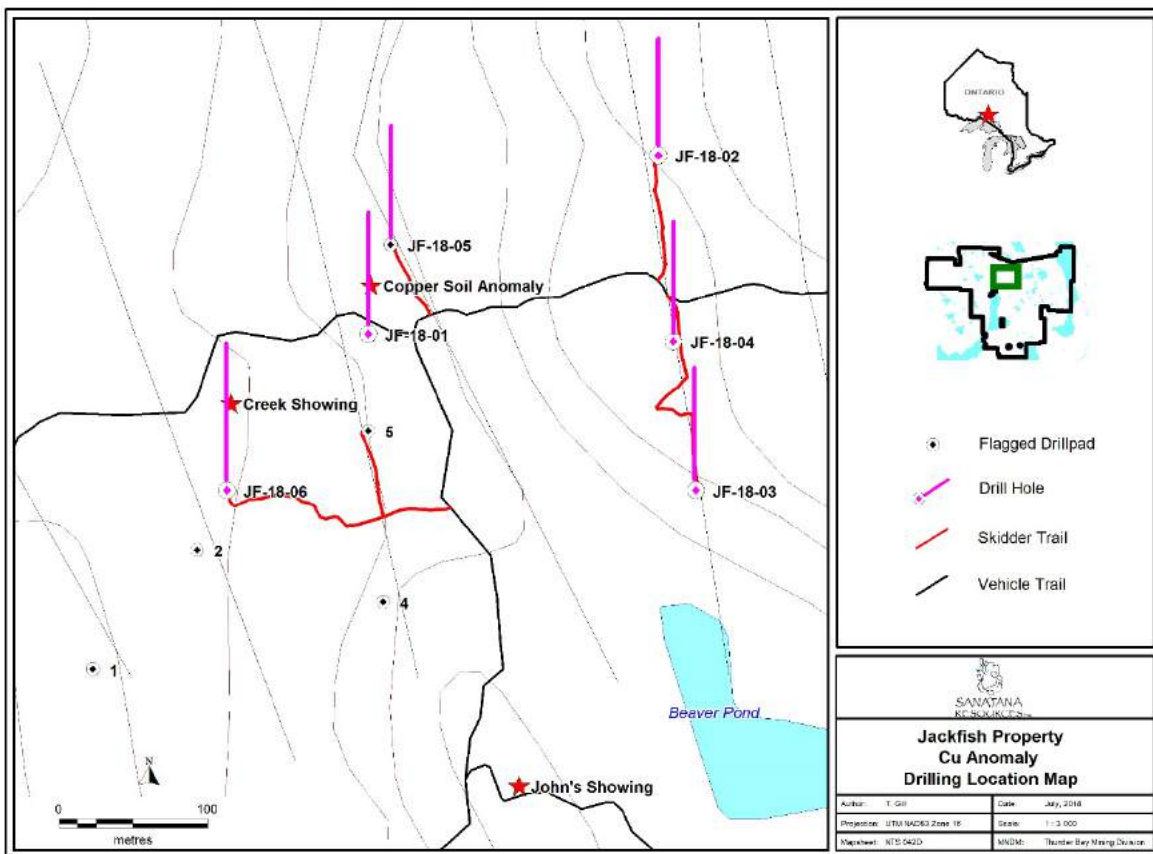 JF-18-02
JF-18-05
Copper Soil Anomaly
JF-18-01
JF-18-04
Creek Showing
5
JF-18-06
JF-18-03
2
4
1
Beaver Pond
N
John's Showing
0 100
metres
ONTARIO
Flagged Drillpad
Drill Hole
Skidder Trail
Vehicle Trail
SANATANA
RESOURCES
Jackfish Property
Cu Anomaly
Drilling Location Map
Author: T. Gill
Date: July, 2018
Projection: UTM NAD83 Zone 16
Scale: 1 : 3 000
Mapsheet: NTS 042D
MNDM: Thunder Bay Mining Division